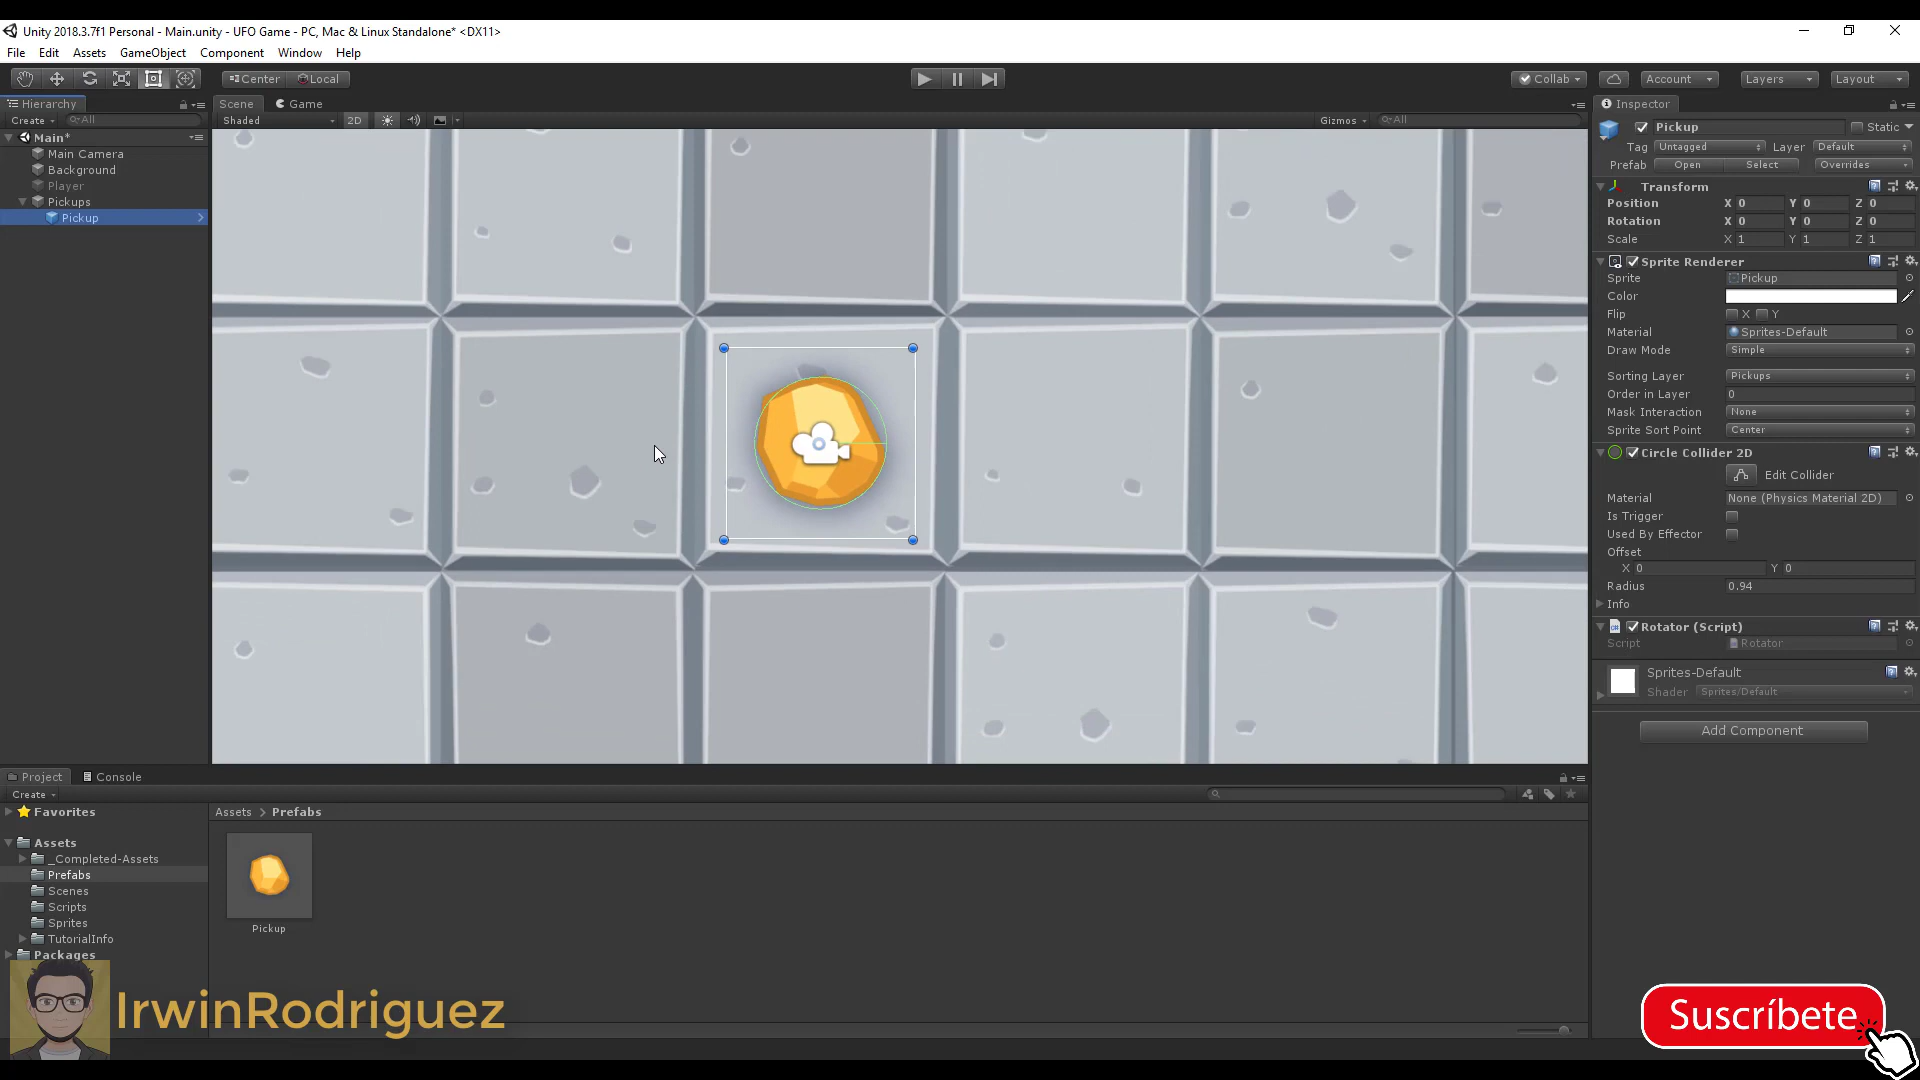 Unity 2018.3.7f1 Personal - Main.unity - UFO Game - PC, Mac & Linux Standalone* <DX11>
File Edit Assets GameObject Component Window Help
Center Local Collab Account Layers Layout
Hierarchy
Create All
Main*
Main Camera
Background
Player
Pickups
Pickup
Scene Game
Shaded 2D Gizmos All
Inspector
Pickup Static
Tag Untagged Layer Default
Prefab Open Select Overrides
Transform
Position X 0 Y 0 Z 0
Rotation X 0 Y 0 Z 0
Scale X 1 Y 1 Z 1
Sprite Renderer
Sprite Pickup
Color
Flip X Y
Material Sprites-Default
Draw Mode Simple
Sorting Layer Pickups
Order in Layer 0
Mask Interaction None
Sprite Sort Point Center
Circle Collider 2D
Edit Collider
Material None (Physics Material 2D)
Is Trigger
Used By Effector
Offset
X 0 Y 0
Radius 0.94
Info
Rotator (Script)
Script Rotator
Sprites-Default
Shader Sprites/Default
Add Component
Project Console
Create
Favorites
Assets
_Completed-Assets
Prefabs
Scenes
Scripts
Sprites
TutorialInfo
Packages
Assets > Prefabs
Pickup
IrwinRodriguez
Suscríbete